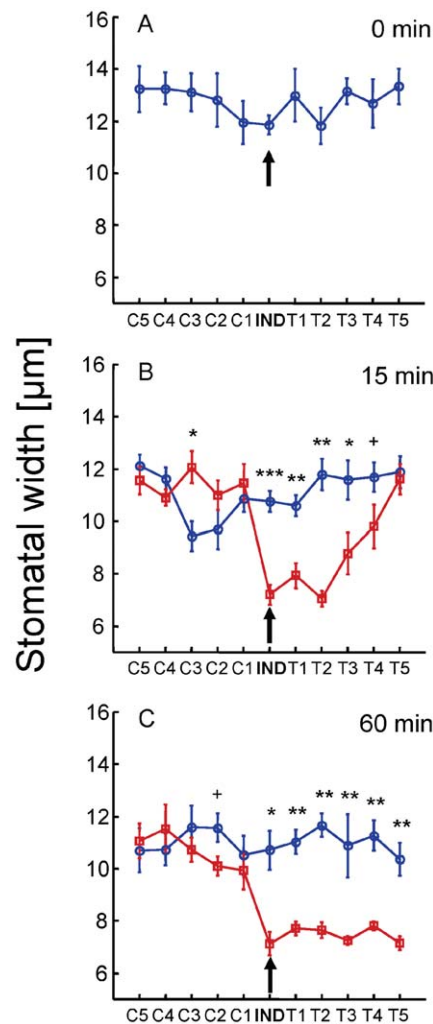 Stomatal width [µm]
A
0 min
16
14
12
10
8
6
C5 C4 C3 C2 C1 IND T1 T2 T3 T4 T5
B
15 min
16
14
12
10
8
6
* *** ** ** * +
C5 C4 C3 C2 C1 IND T1 T2 T3 T4 T5
C
60 min
16
14
12
10
8
6
+ * ** ** ** ** **
C5 C4 C3 C2 C1 IND T1 T2 T3 T4 T5